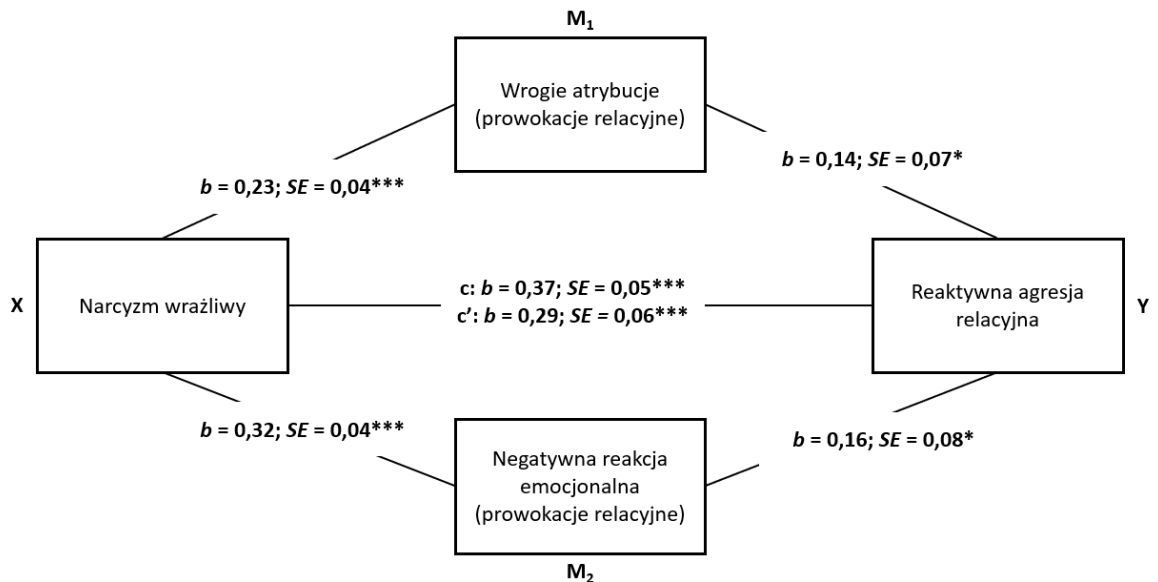 M₁
Wrogie atrybucje
(prowokacje relacyjne)
b = 0,14; SE = 0,07*
b = 0,23; SE = 0,04***
X
Narcyzm wrażliwy
c: b = 0,37; SE = 0,05***
c’: b = 0,29; SE = 0,06***
Reaktywna agresja
relacyjna
Y
b = 0,32; SE = 0,04***
b = 0,16; SE = 0,08*
Negatywna reakcja
emocjonalna
(prowokacje relacyjne)
M₂